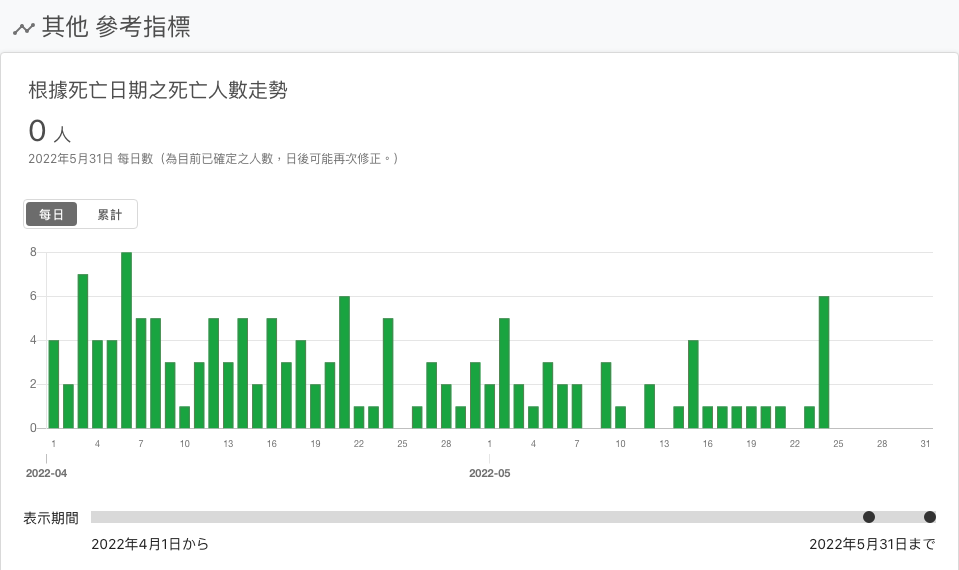 其他 參考指標
根據死亡日期之死亡人數走勢
0 人
2022年5月31日 每日數（為目前已確定之人數，日後可能再次修正。）
每日 累計
8
6
4
2
0
1 4 7 10 13 16 19 22 25 28 1 4 7 10 13 16 19 22 25 28 31
2022-04 2022-05
表示期間
2022年4月1日から 2022年5月31日まで